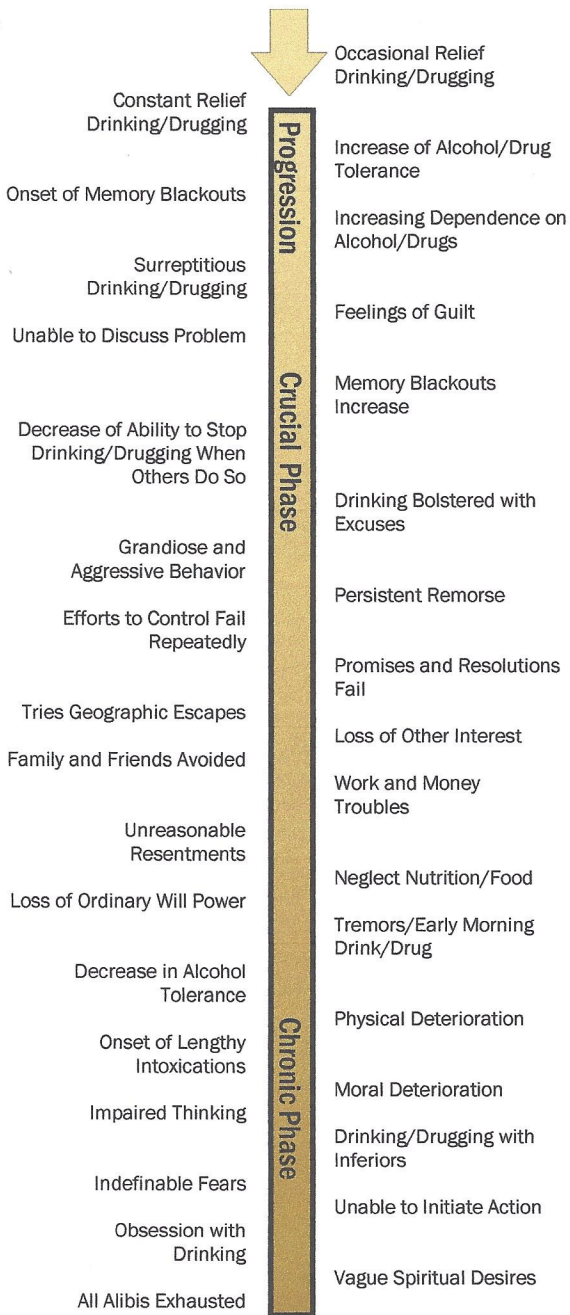 Occasional Relief
Drinking/Drugging
Constant Relief
Drinking/Drugging
Progression
Increase of Alcohol/Drug
Tolerance
Onset of Memory Blackouts
Increasing Dependence on
Alcohol/Drugs
Surreptitious
Drinking/Drugging
Feelings of Guilt
Unable to Discuss Problem
Crucial Phase
Memory Blackouts
Increase
Decrease of Ability to Stop
Drinking/Drugging When
Others Do So
Drinking Bolstered with
Excuses
Grandiose and
Aggressive Behavior
Persistent Remorse
Efforts to Control Fail
Repeatedly
Promises and Resolutions
Fail
Tries Geographic Escapes
Loss of Other Interest
Family and Friends Avoided
Work and Money
Troubles
Unreasonable
Resentments
Neglect Nutrition/Food
Loss of Ordinary Will Power
Tremors/Early Morning
Drink/Drug
Decrease in Alcohol
Tolerance
Chronic Phase
Physical Deterioration
Onset of Lengthy
Intoxications
Moral Deterioration
Impaired Thinking
Drinking/Drugging with
Inferiors
Indefinable Fears
Unable to Initiate Action
Obsession with
Drinking
Vague Spiritual Desires
All Alibis Exhausted